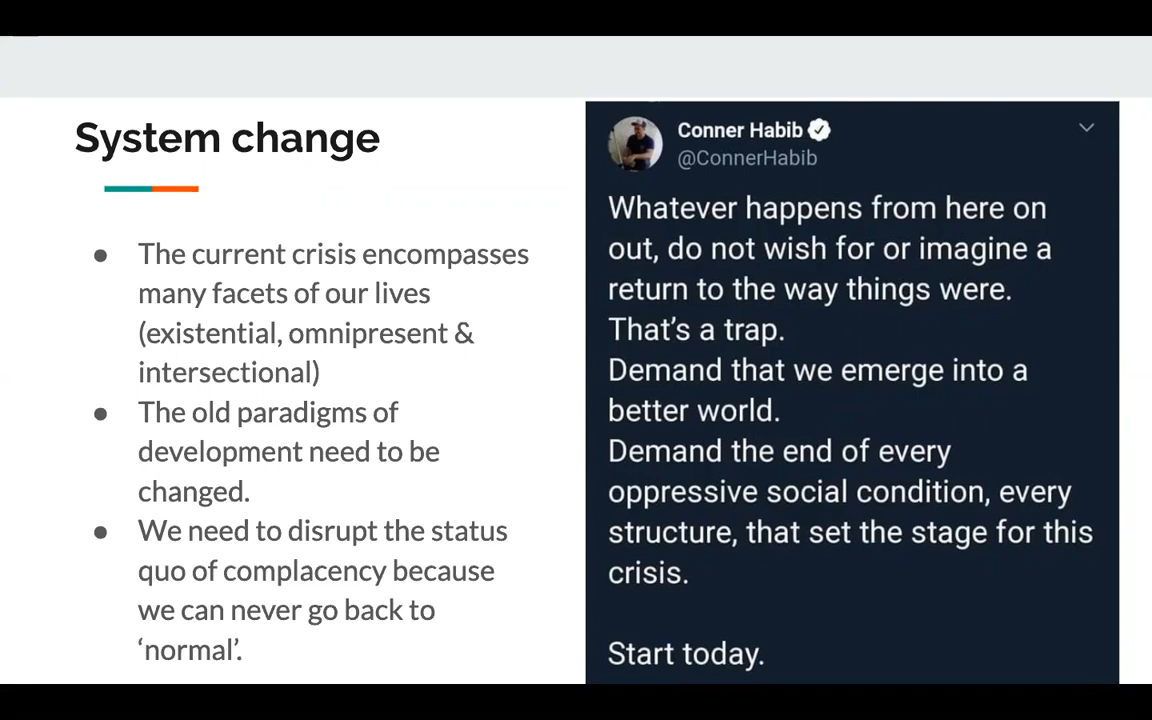 System change
● The current crisis encompasses
many facets of our lives
(existential, omnipresent &
intersectional)
● The old paradigms of
development need to be
changed.
● We need to disrupt the status
quo of complacency because
we can never go back to
‘normal’.
Conner Habib
@ConnerHabib
Whatever happens from here on
out, do not wish for or imagine a
return to the way things were.
That’s a trap.
Demand that we emerge into a
better world.
Demand the end of every
oppressive social condition, every
structure, that set the stage for this
crisis.
Start today.